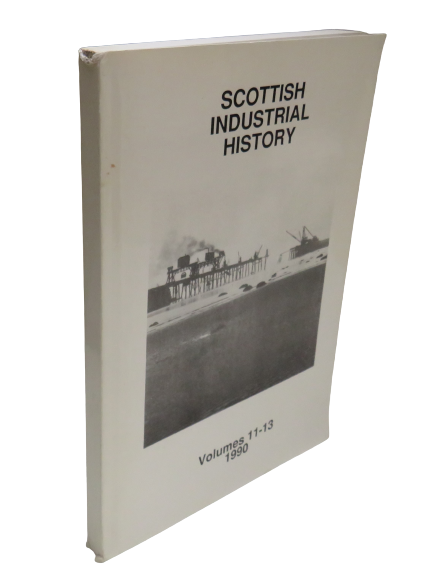 SCOTTISH
INDUSTRIAL
HISTORY
Volumes 11-13
1990